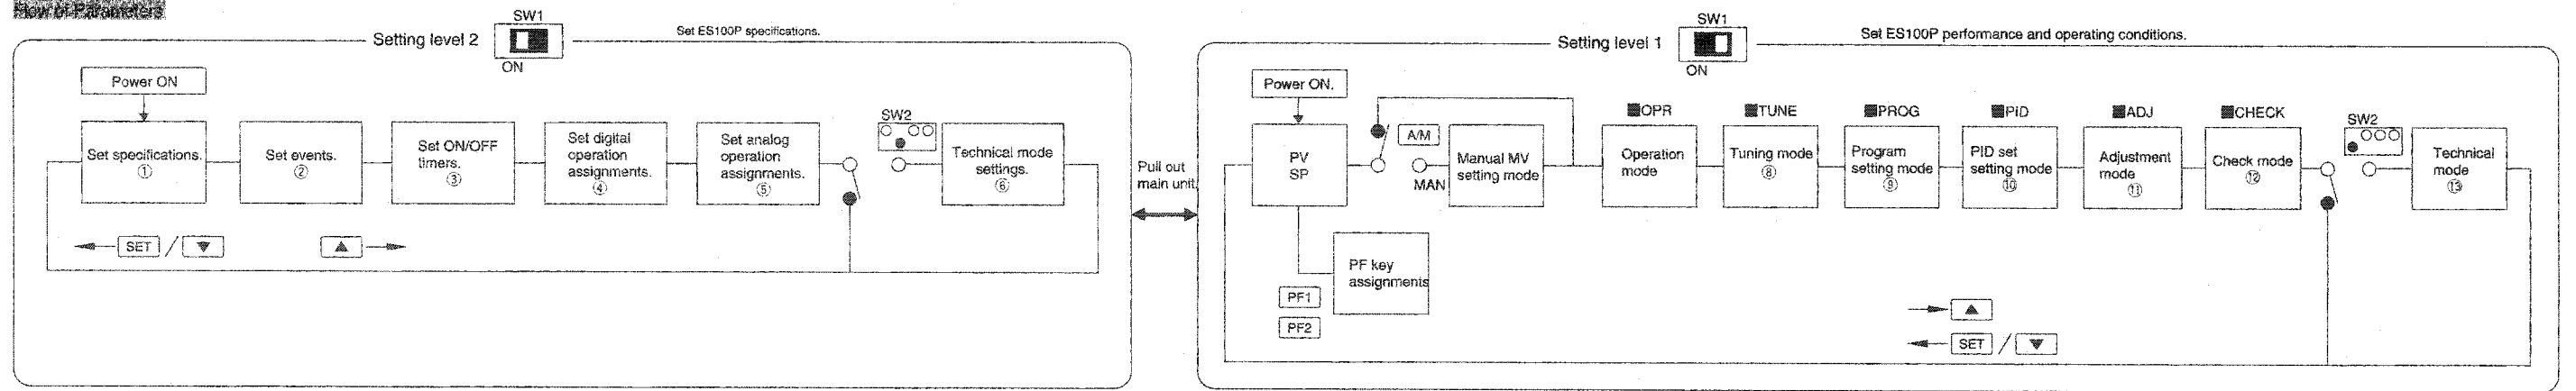 Flow of Parameters
Setting level 2
SW1
ON
Set ES100P specifications.
Power ON
Set specifications.
①
Set events.
②
Set ON/OFF
timers.
③
Set digital
operation
assignments.
④
Set analog
operation
assignments.
⑤
SW2
Technical mode
settings.
⑥
SET / ▼
▲
Pull out
main unit.
Setting level 1
SW1
ON
Set ES100P performance and operating conditions.
Power ON.
PV
SP
A/M
MAN
Manual MV
setting mode
■OPR
Operation
mode
■TUNE
Tuning mode
⑧
■PROG
Program
setting mode
⑨
■PID
PID set
setting mode
⑩
■ADJ
Adjustment
mode
⑪
■CHECK
Check mode
⑫
SW2
Technical
mode
⑬
PF key
assignments
PF1
PF2
▲
SET / ▼